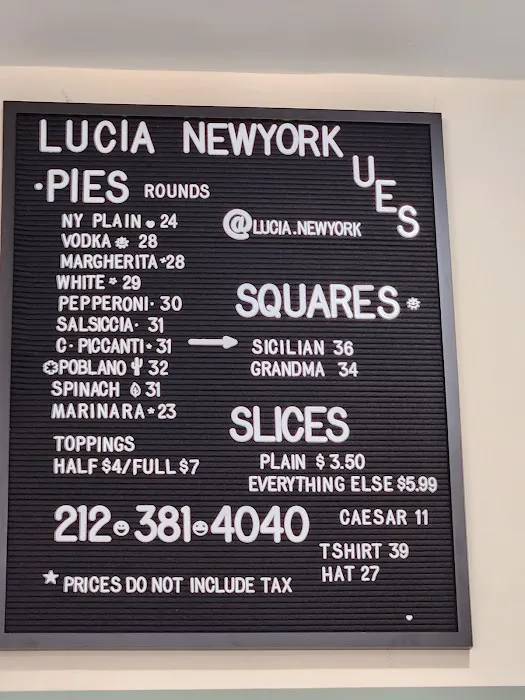 LUCIA NEWYORK
UES
·PIES ROUNDS
NY PLAIN 24
VODKA 28
MARGHERITA 28
WHITE 29
PEPPERONI· 30
SALSICCIA· 31
C· PICCANTI 31
POBLANO 32
SPINACH 31
MARINARA 23
TOPPINGS
HALF $4/FULL $7
@LUCIA.NEWYORK
SQUARES
SICILIAN 36
GRANDMA 34
SLICES
PLAIN $3.50
EVERYTHING ELSE $5.99
CAESAR 11
TSHIRT 39
HAT 27
212 381 4040
★ PRICES DO NOT INCLUDE TAX